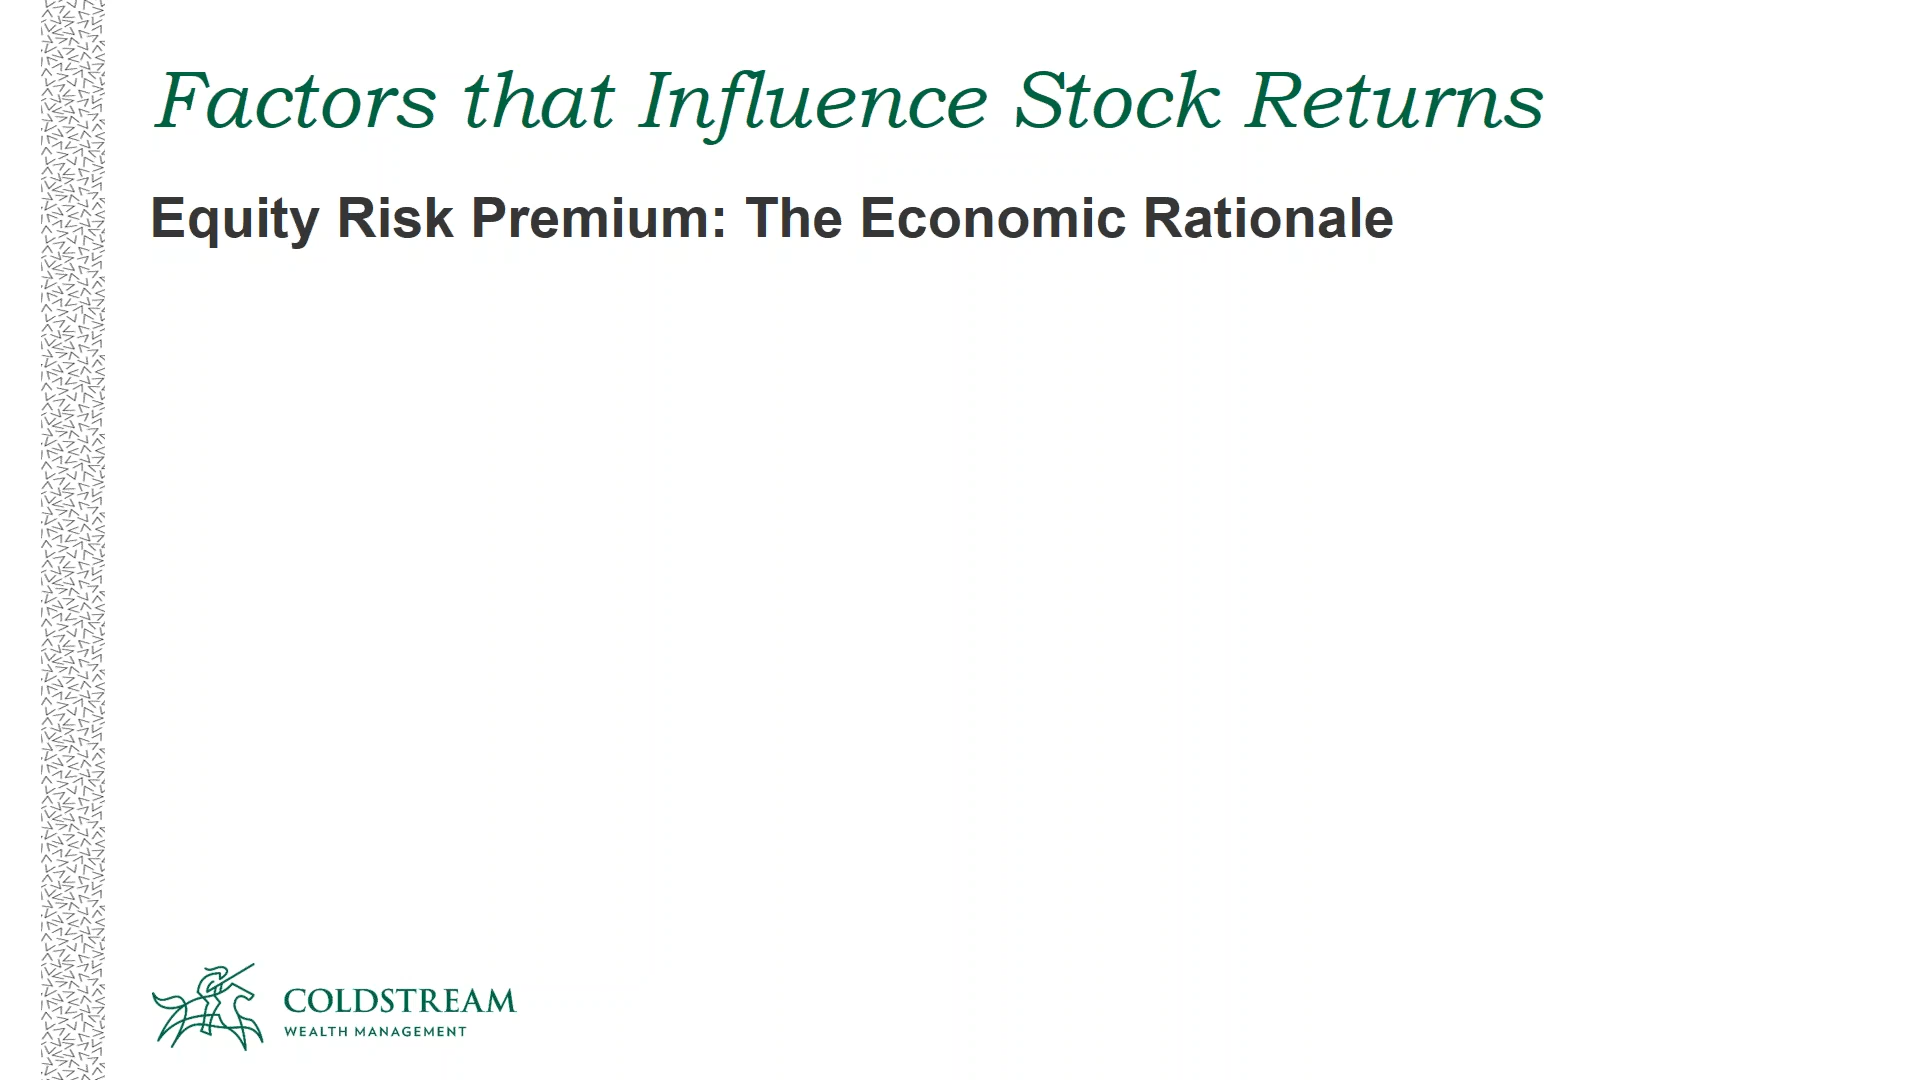 Factors that Influence Stock Returns
Equity Risk Premium: The Economic Rationale
COLDSTREAM
WEALTH MANAGEMENT